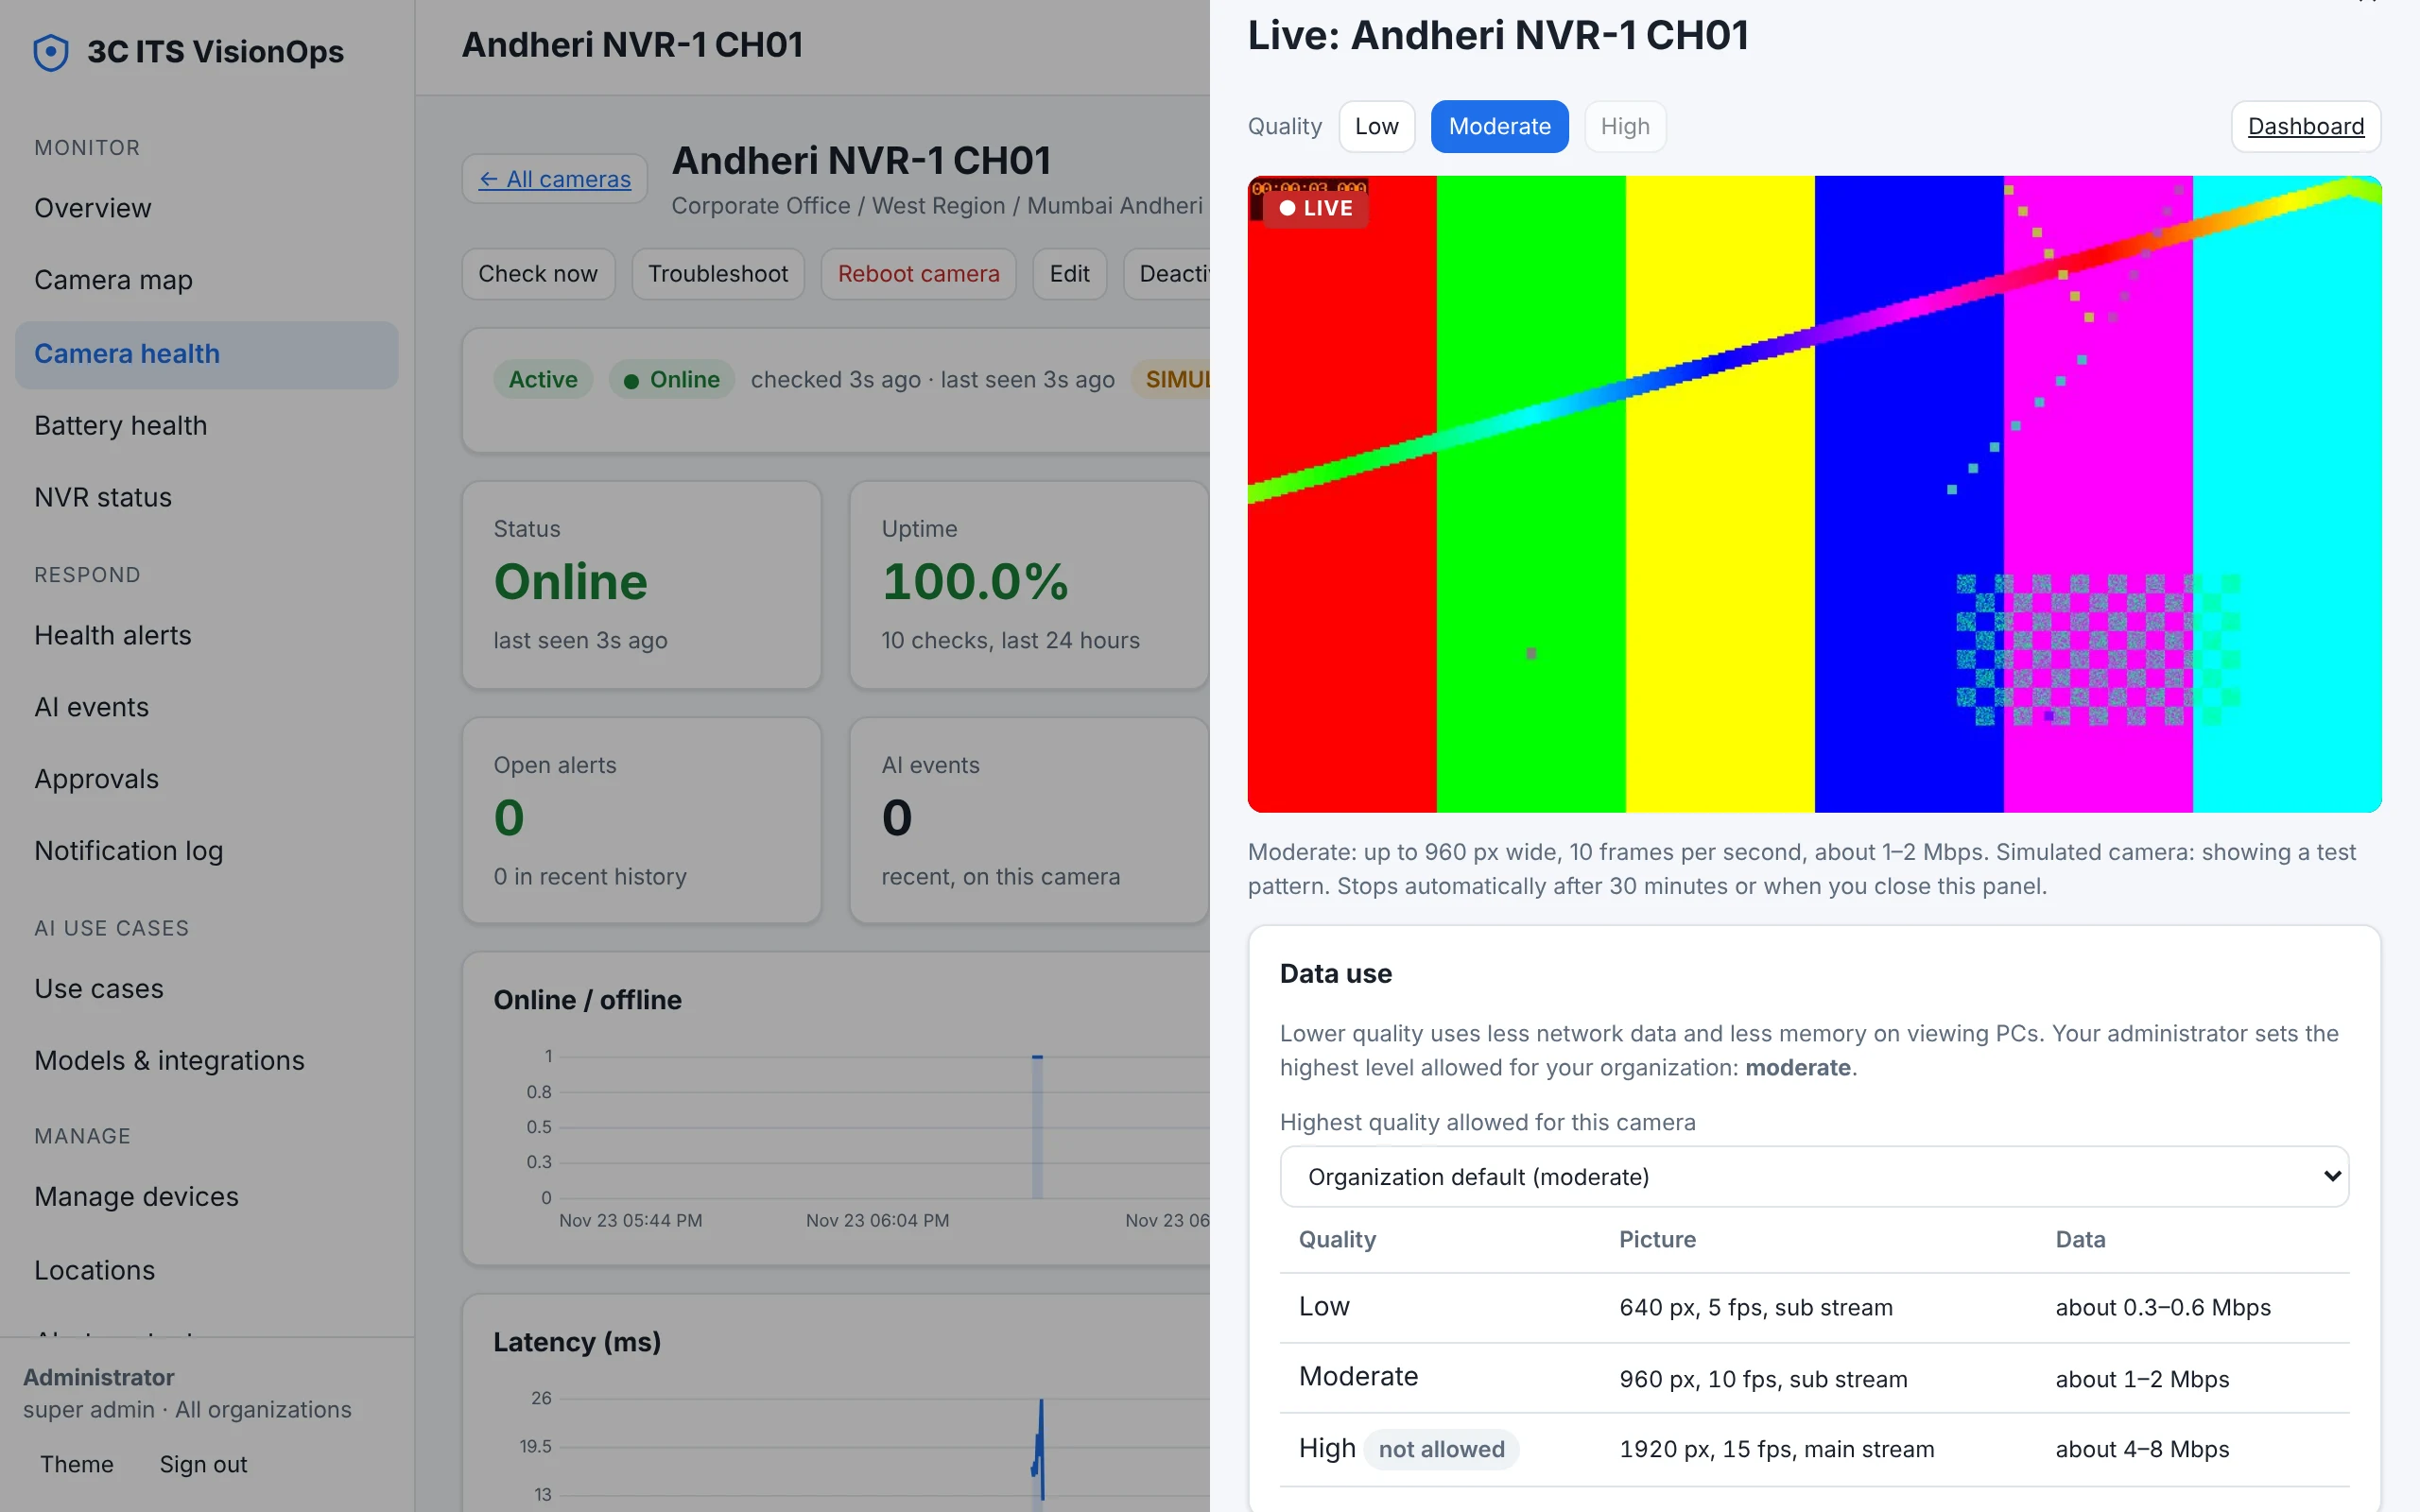 3C ITS VisionOps
MONITOR
Overview
Camera map
Camera health
Battery health
NVR status
RESPOND
Health alerts
AI events
Approvals
Notification log
AI USE CASES
Use cases
Models & integrations
MANAGE
Manage devices
Locations
Administrator
super admin · All organizations
Theme Sign out
Andheri NVR-1 CH01
← All cameras
Andheri NVR-1 CH01
Corporate Office / West Region / Mumbai Andheri
Check now Troubleshoot Reboot camera Edit
Active Online checked 3s ago · last seen 3s ago
Status
Online
last seen 3s ago
Uptime
100.0%
10 checks, last 24 hours
Open alerts
0
0 in recent history
AI events
0
recent, on this camera
Online / offline
1
0.8
0.5
0.3
0
Nov 23 05:44 PM Nov 23 06:04 PM Nov 23 06
Latency (ms)
26
19.5
13
Live: Andheri NVR-1 CH01
Quality Low Moderate High Dashboard
00:00:03.000
LIVE
Moderate: up to 960 px wide, 10 frames per second, about 1–2 Mbps. Simulated camera: showing a test
pattern. Stops automatically after 30 minutes or when you close this panel.
Data use
Lower quality uses less network data and less memory on viewing PCs. Your administrator sets the
highest level allowed for your organization: moderate.
Highest quality allowed for this camera
Organization default (moderate)
Quality Picture Data
Low 640 px, 5 fps, sub stream about 0.3–0.6 Mbps
Moderate 960 px, 10 fps, sub stream about 1–2 Mbps
High not allowed 1920 px, 15 fps, main stream about 4–8 Mbps